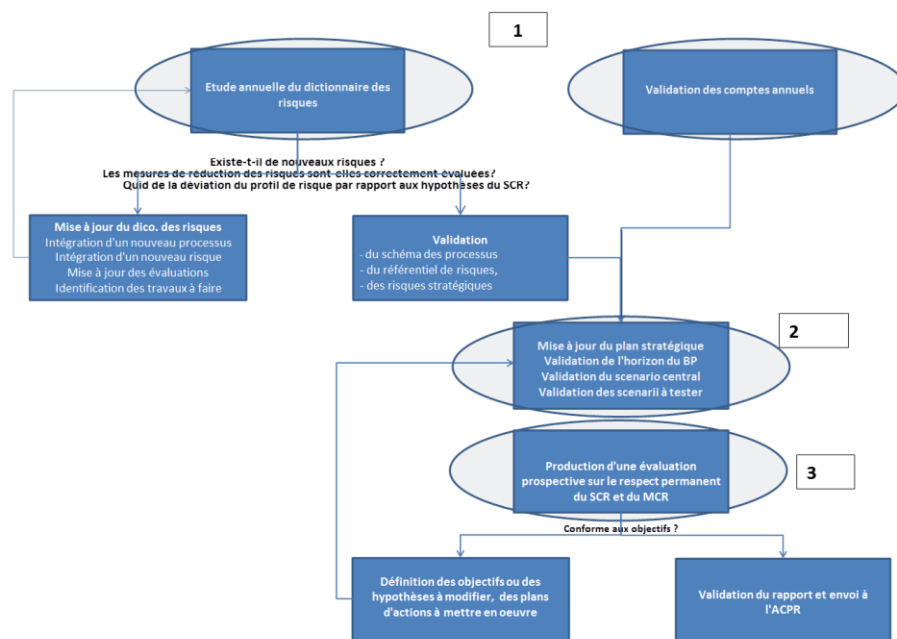 1
Etude annuelle du dictionnaire des
risques
Validation des comptes annuels
Existe-t-il de nouveaux risques ?
Les mesures de réduction des risques sont-elles correctement évaluées?
Quid de la déviation du profil de risque par rapport aux hypothèses du SCR?
Mise à jour du dico. des risques
Intégration d'un nouveau processus
Intégration d'un nouveau risque
Mise à jour des évaluations
Identification des travaux à faire
Validation
- du schéma des processus
- du référentiel de risques,
- des risques stratégiques
2
Mise à jour du plan stratégique
Validation de l'horizon du BP
Validation du scenario central
Validation des scenarii à tester
3
Production d'une évaluation
prospective sur le respect permanent
du SCR et du MCR
Conforme aux objectifs ?
Définition des objectifs ou des
hypothèses à modifier, des plans
d'actions à mettre en oeuvre
Validation du rapport et envoi à
l'ACPR